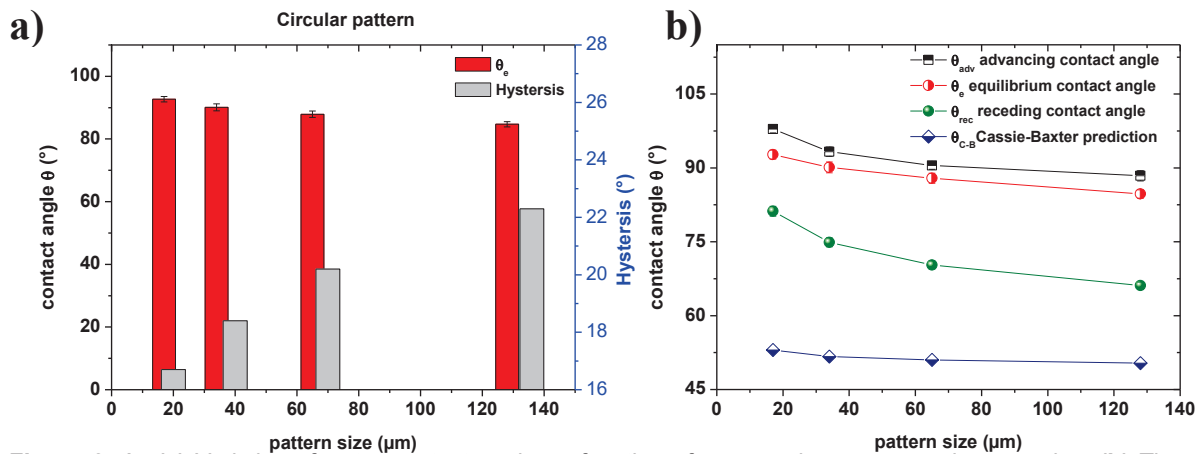 a)
Circular pattern
θe
Hystersis
contact angle θ (°)
100
80
60
40
20
0
28
26
24
22
20
18
16
Hystersis (°)
0 20 40 60 80 100 120 140
pattern size (µm)
b)
θadv advancing contact angle
θe equilibrium contact angle
θrec receding contact angle
θC-B Cassie-Baxter prediction
contact angle θ (°)
105
90
75
60
45
0 20 40 60 80 100 120 140
pattern size (µm)